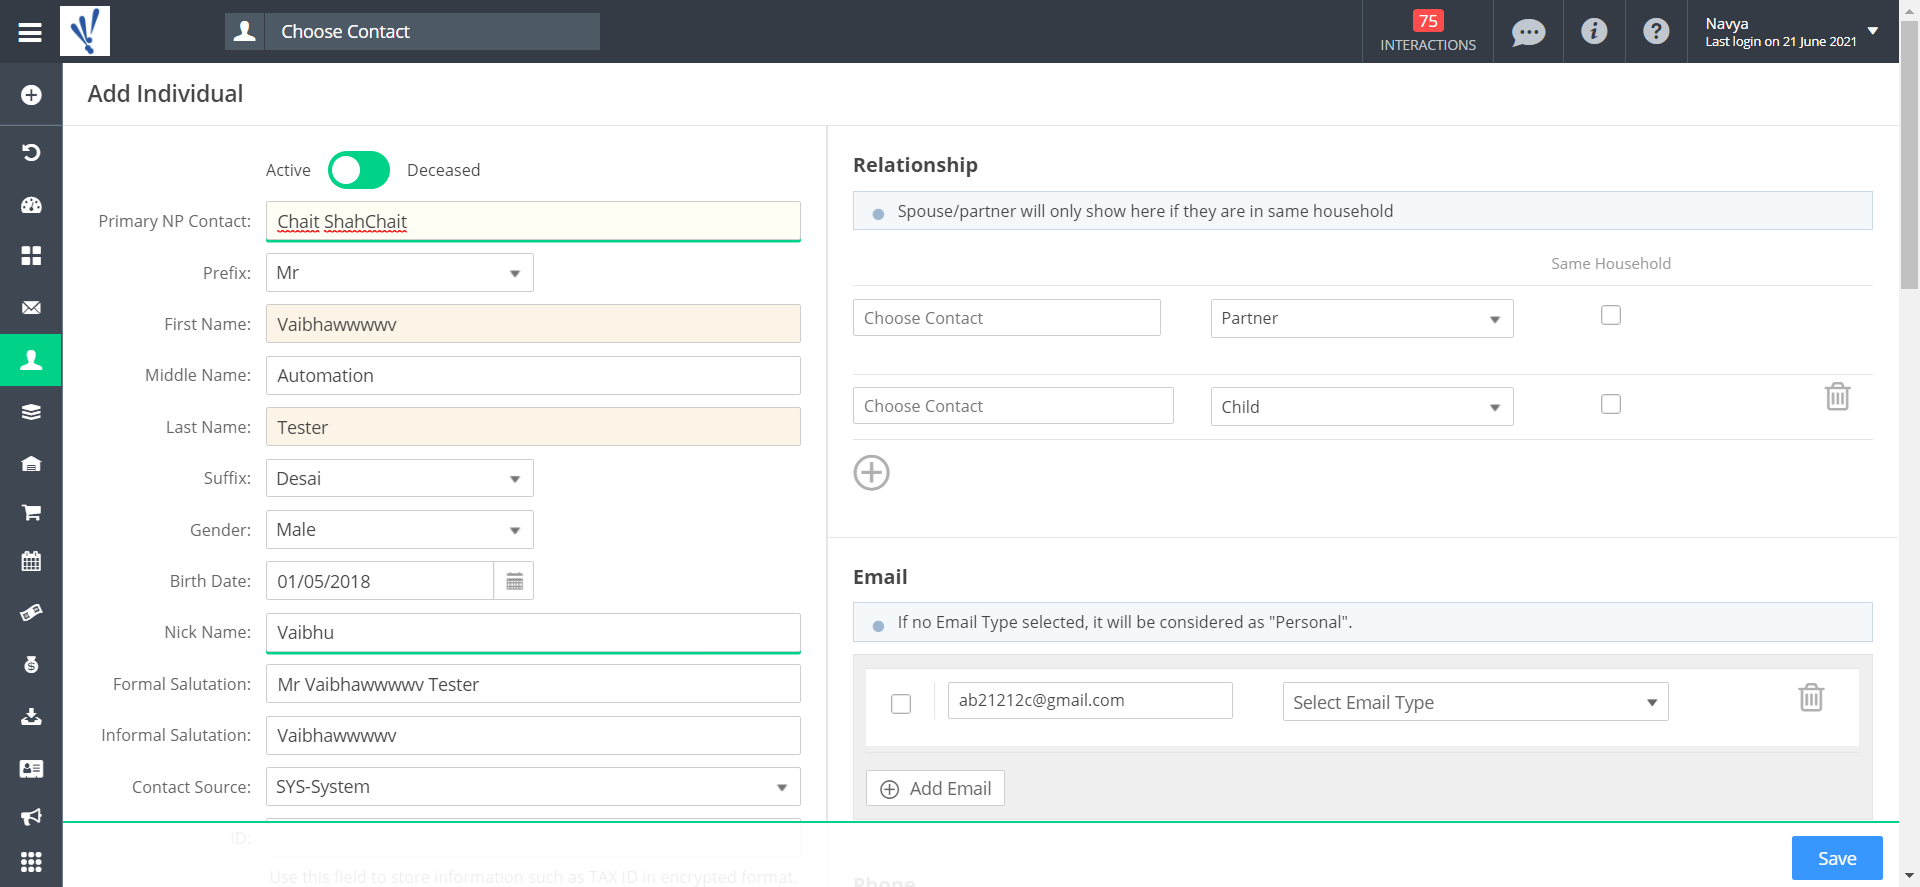 Choose Contact
75
INTERACTIONS
Navya
Last login on 21 June 2021
Add Individual
Active Deceased
Primary NP Contact: Chait ShahChait
Prefix: Mr
First Name: Vaibhawwwwv
Middle Name: Automation
Last Name: Tester
Suffix: Desai
Gender: Male
Birth Date: 01/05/2018
Nick Name: Vaibhu
Formal Salutation: Mr Vaibhawwwwv Tester
Informal Salutation: Vaibhawwwwv
Contact Source: SYS-System
ID:
Use this field to store information such as TAX ID in encrypted format.
Relationship
Spouse/partner will only show here if they are in same household
Same Household
Choose Contact Partner
Choose Contact Child
Email
If no Email Type selected, it will be considered as "Personal".
ab21212c@gmail.com Select Email Type
Add Email
Phone
Save